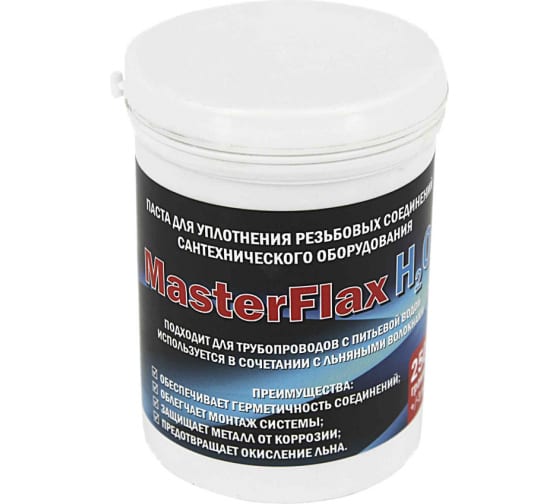 ПАСТА ДЛЯ УПЛОТНЕНИЯ РЕЗЬБОВЫХ СОЕДИНЕНИЙ
САНТЕХНИЧЕСКОГО ОБОРУДОВАНИЯ
MasterFlax H2O
ПОДХОДИТ ДЛЯ ТРУБОПРОВОДОВ С ПИТЬЕВОЙ ВОДОЙ
ИСПОЛЬЗУЕТСЯ В СОЧЕТАНИИ С ЛЬНЯНЫМИ ВОЛОКНАМИ
ПРЕИМУЩЕСТВА:
ОБЕСПЕЧИВАЕТ ГЕРМЕТИЧНОСТЬ СОЕДИНЕНИЙ;
ОБЛЕГЧАЕТ МОНТАЖ СИСТЕМЫ;
ЗАЩИЩАЕТ МЕТАЛЛ ОТ КОРРОЗИИ;
ПРЕДОТВРАЩАЕТ ОКИСЛЕНИЕ ЛЬНА.